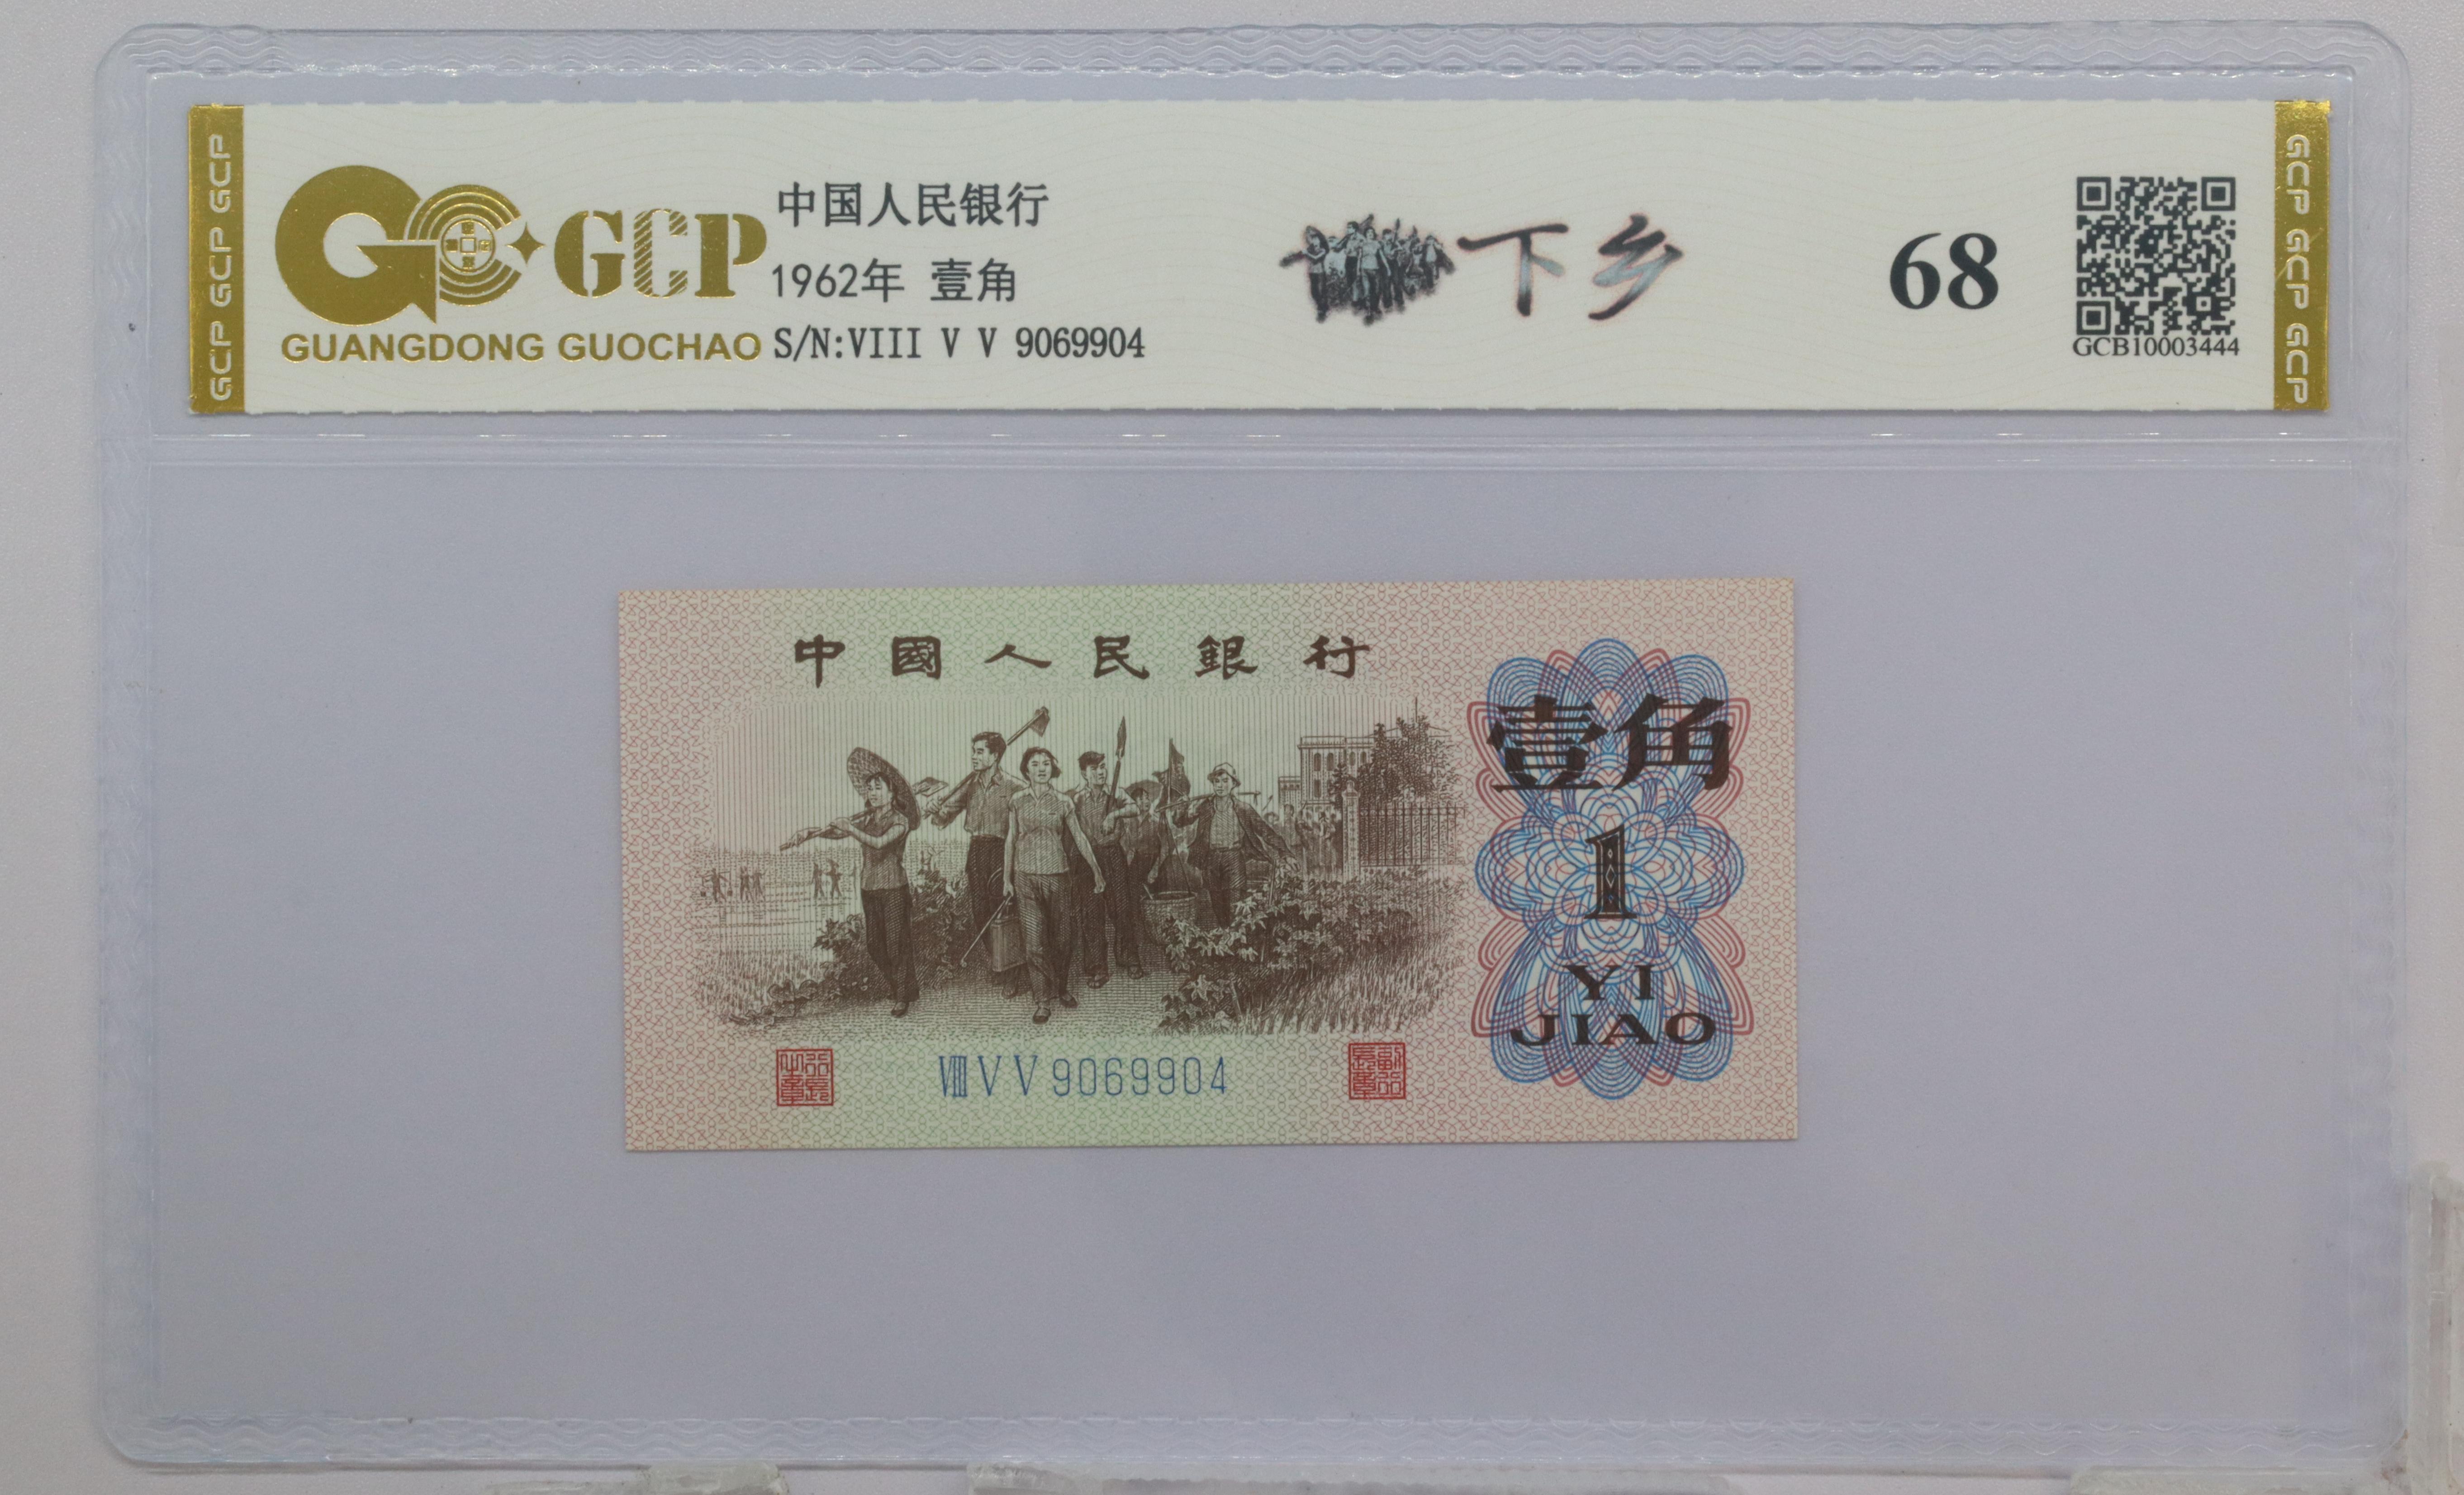 GCP GCP GCP
GCP
GUANGDONG GUOCHAO
中国人民银行
1962年 壹角
S/N:VIII V V 9069904
下乡
68
GCB10003444
GCP GCP GCP
中國人民銀行
壹角
1
YI
JIAO
VIII V V 9069904